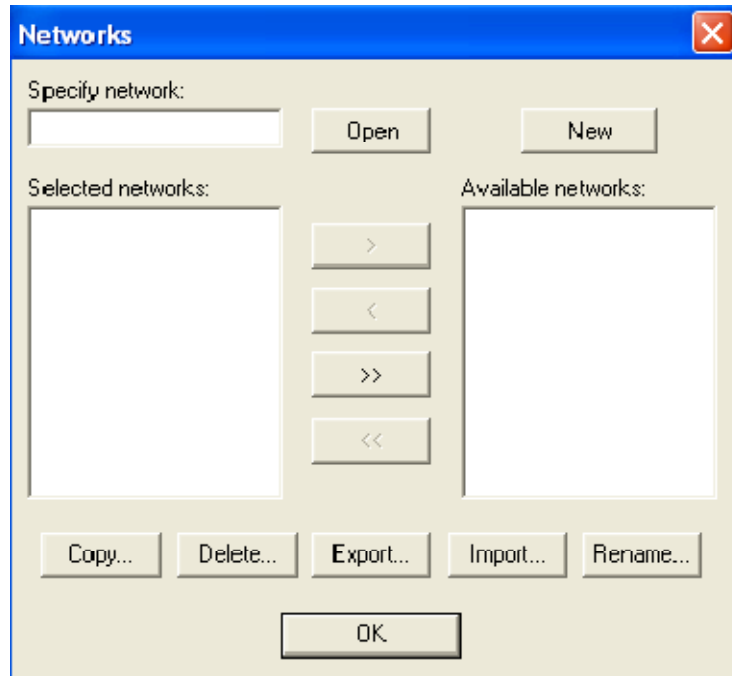 Networks
Specify network:
Open
New
Selected networks:
Available networks:
>
<
>>
<<
Copy...
Delete...
Export...
Import...
Rename...
OK